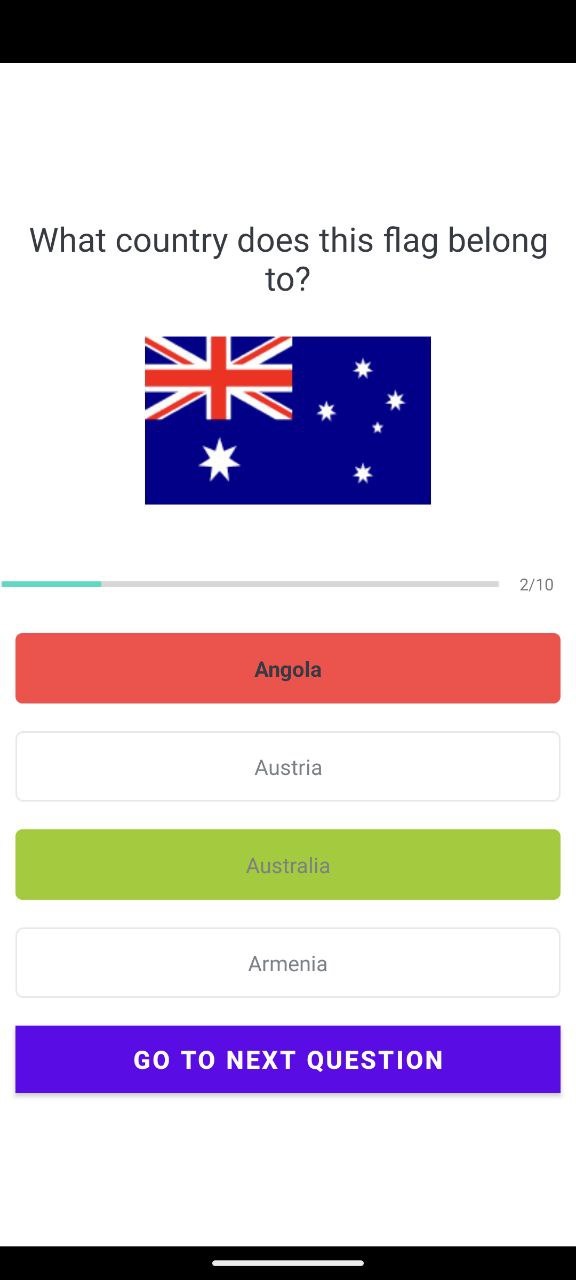 What country does this flag belong
to?
2/10
Angola
Austria
Australia
Armenia
GO TO NEXT QUESTION